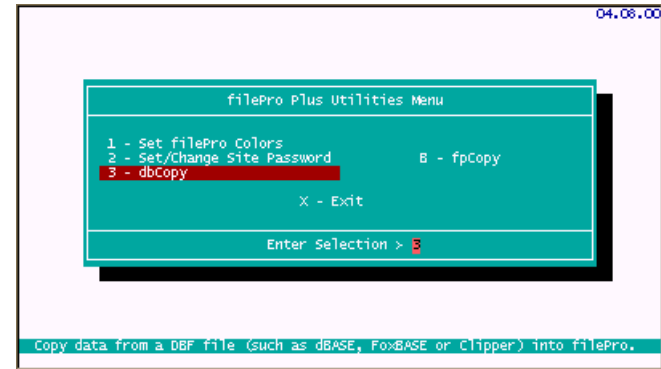 04.08.00
filePro Plus Utilities Menu
1 - Set filePro Colors
2 - Set/Change Site Password B - fpCopy
3 - dbCopy
X - Exit
Enter Selection > 3
Copy data from a DBF file (such as dBASE, FoxBASE or Clipper) into filePro.